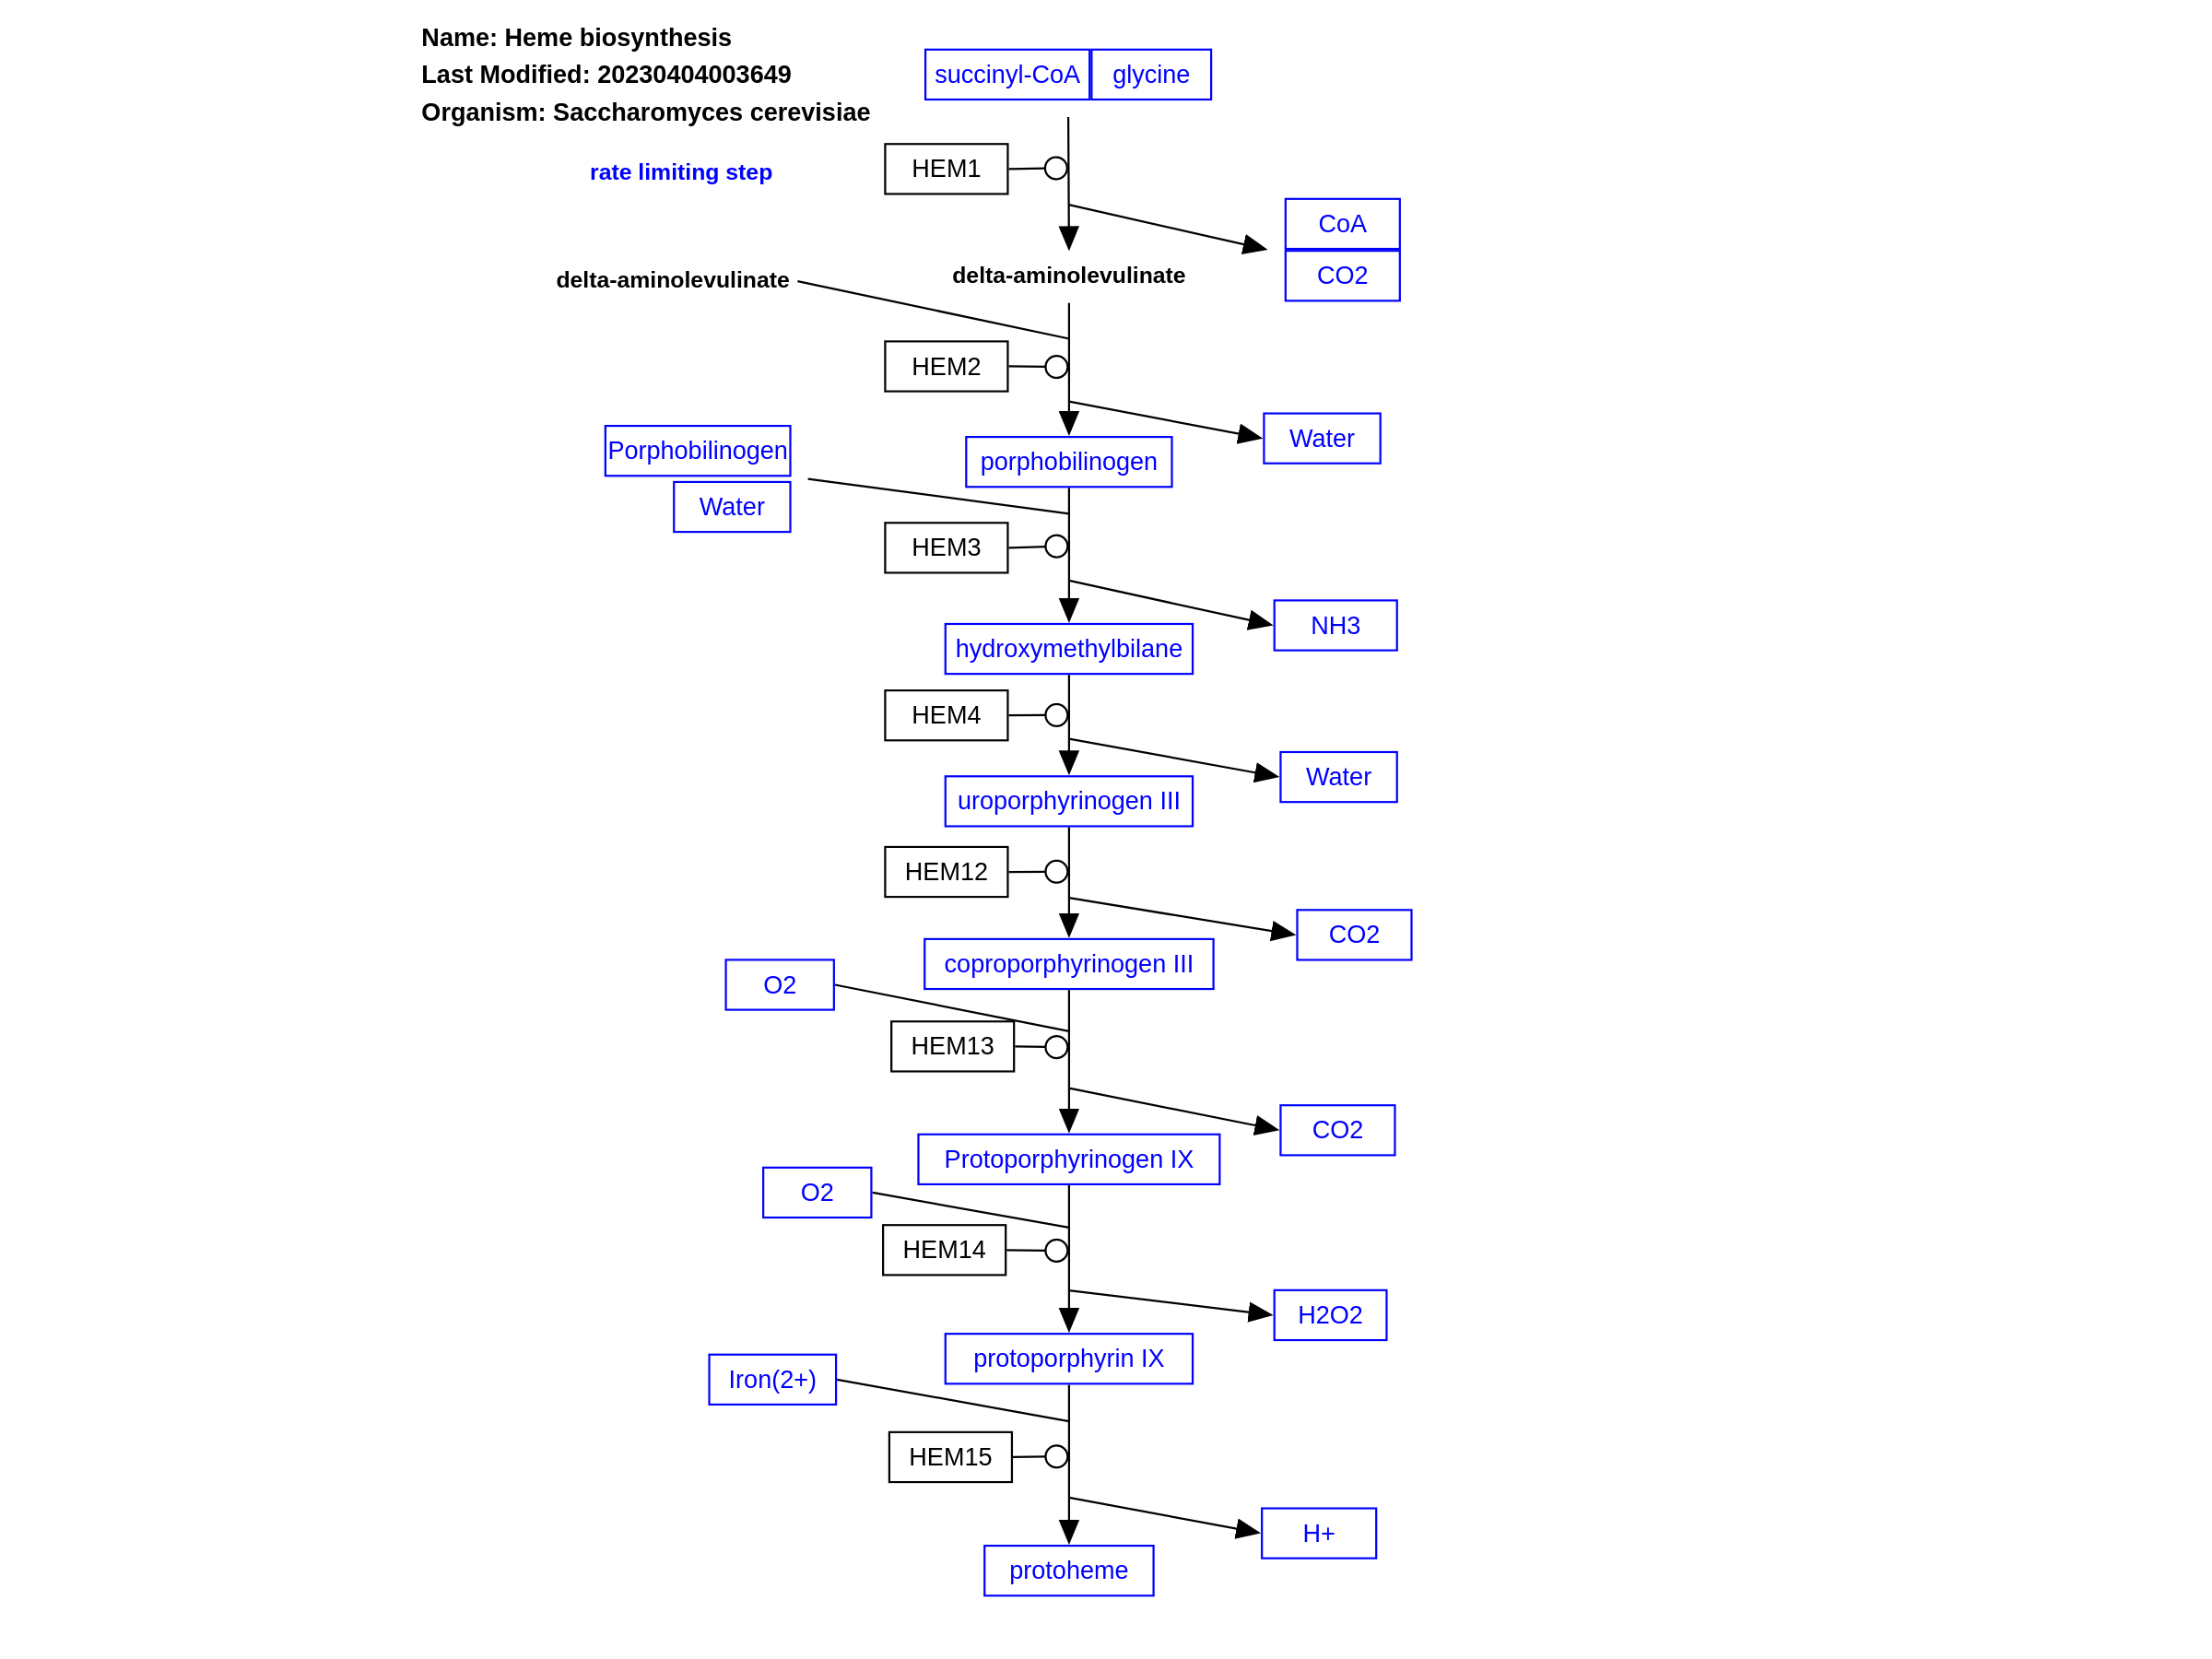 Name: Heme biosynthesis
Last Modified: 20230404003649
Organism: Saccharomyces cerevisiae
succinyl-CoA
glycine
HEM1
rate limiting step
CoA
CO2
delta-aminolevulinate
delta-aminolevulinate
HEM2
Water
Porphobilinogen
porphobilinogen
Water
HEM3
NH3
hydroxymethylbilane
HEM4
Water
uroporphyrinogen III
HEM12
CO2
coproporphyrinogen III
O2
HEM13
CO2
Protoporphyrinogen IX
O2
HEM14
H2O2
protoporphyrin IX
Iron(2+)
HEM15
H+
protoheme